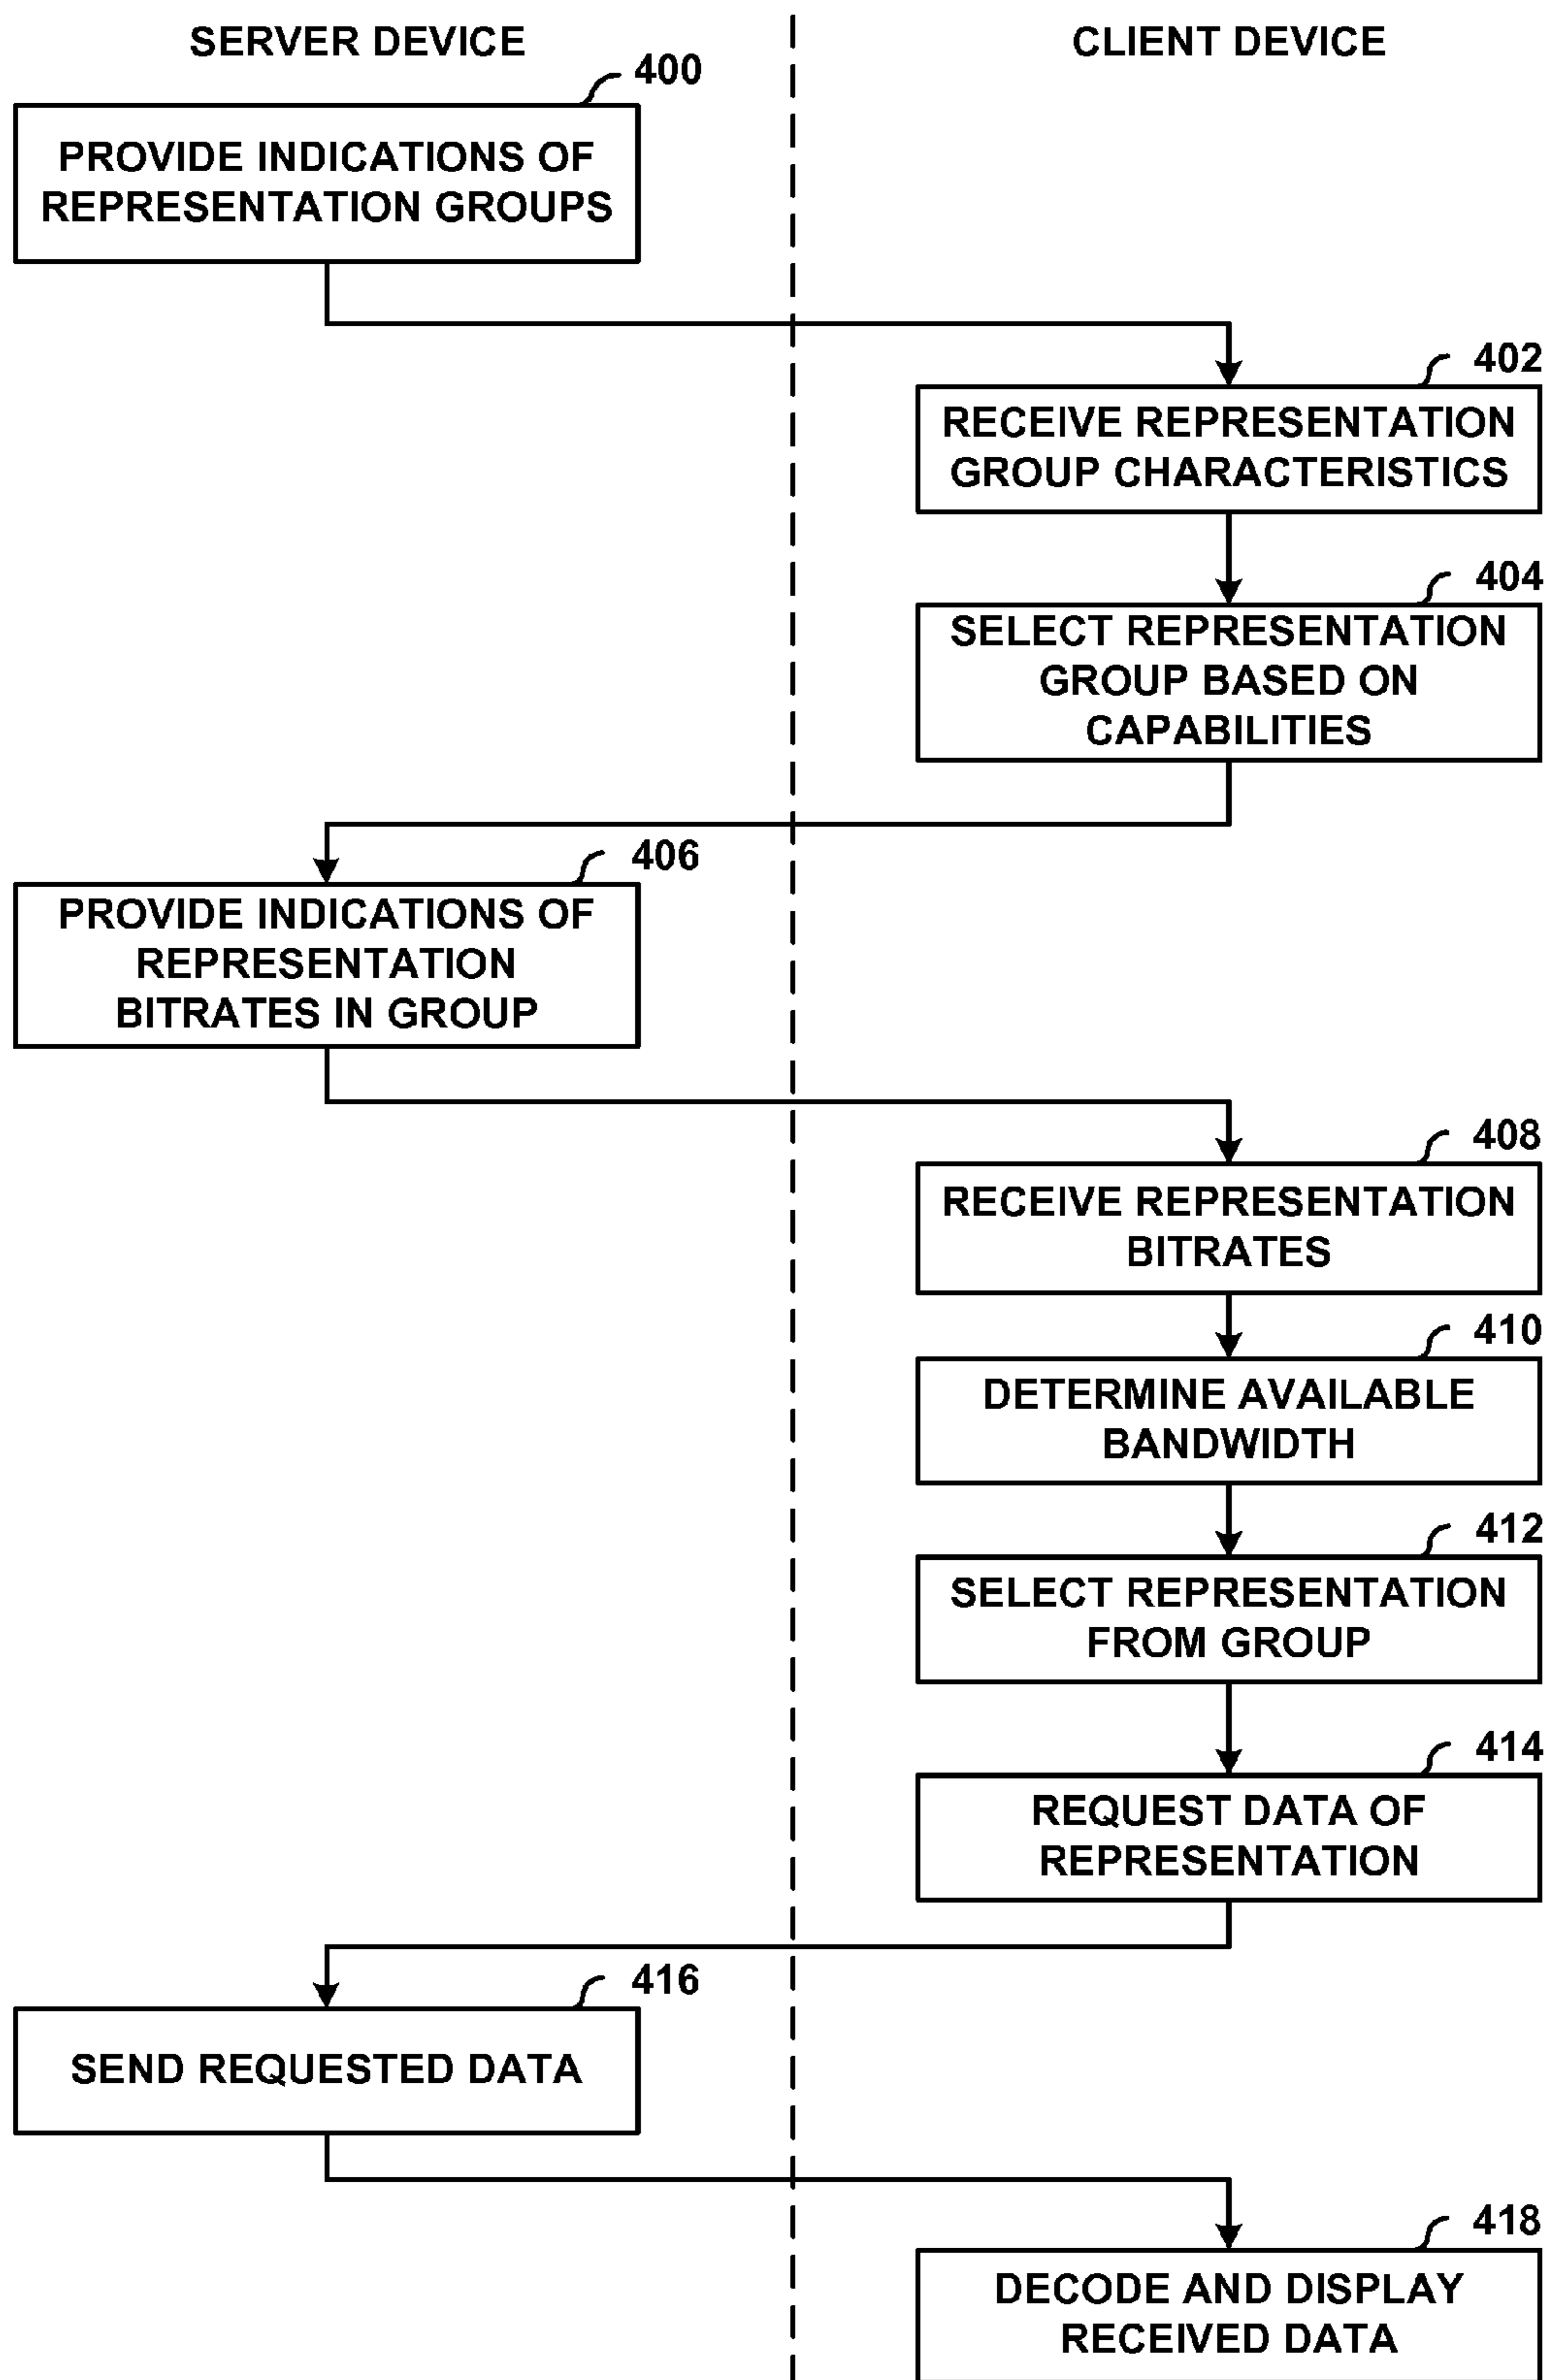 SERVER DEVICE
CLIENT DEVICE
400
PROVIDE INDICATIONS OF
REPRESENTATION GROUPS
402
RECEIVE REPRESENTATION
GROUP CHARACTERISTICS
404
SELECT REPRESENTATION
GROUP BASED ON
CAPABILITIES
406
PROVIDE INDICATIONS OF
REPRESENTATION
BITRATES IN GROUP
408
RECEIVE REPRESENTATION
BITRATES
410
DETERMINE AVAILABLE
BANDWIDTH
412
SELECT REPRESENTATION
FROM GROUP
414
REQUEST DATA OF
REPRESENTATION
416
SEND REQUESTED DATA
418
DECODE AND DISPLAY
RECEIVED DATA